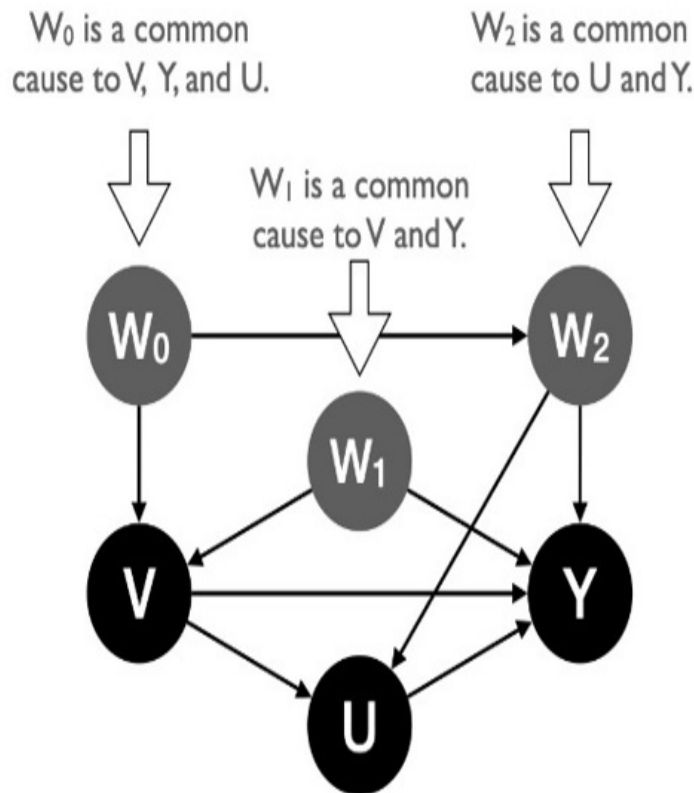 W₀ is a common
cause to V, Y, and U.
W₂ is a common
cause to U and Y.
W₁ is a common
cause to V and Y.
W₀
W₂
W₁
V
Y
U